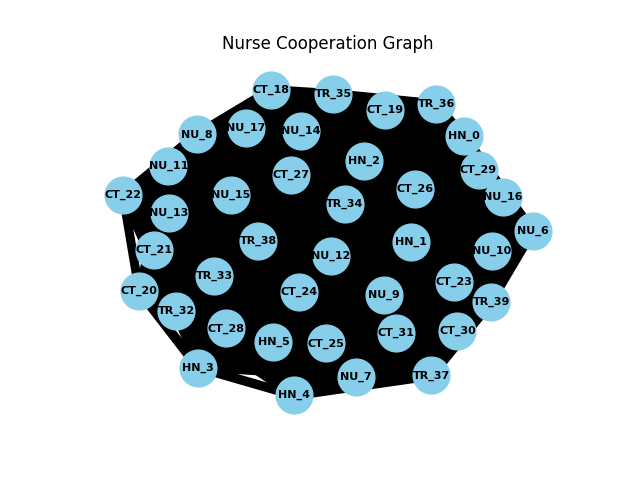 Nurse Cooperation Graph
CT_18
TR_35
TR_36
CT_19
NU_17
NU_14
NU_8
HN_0
HN_2
NU_11
CT_29
CT_27
CT_26
CT_22
NU_15
NU_16
TR_34
NU_13
NU_6
TR_38
HN_1
CT_21
NU_10
NU_12
TR_33
CT_23
CT_20
CT_24
NU_9
TR_39
TR_32
CT_28
CT_30
CT_31
HN_5
CT_25
HN_3
TR_37
NU_7
HN_4